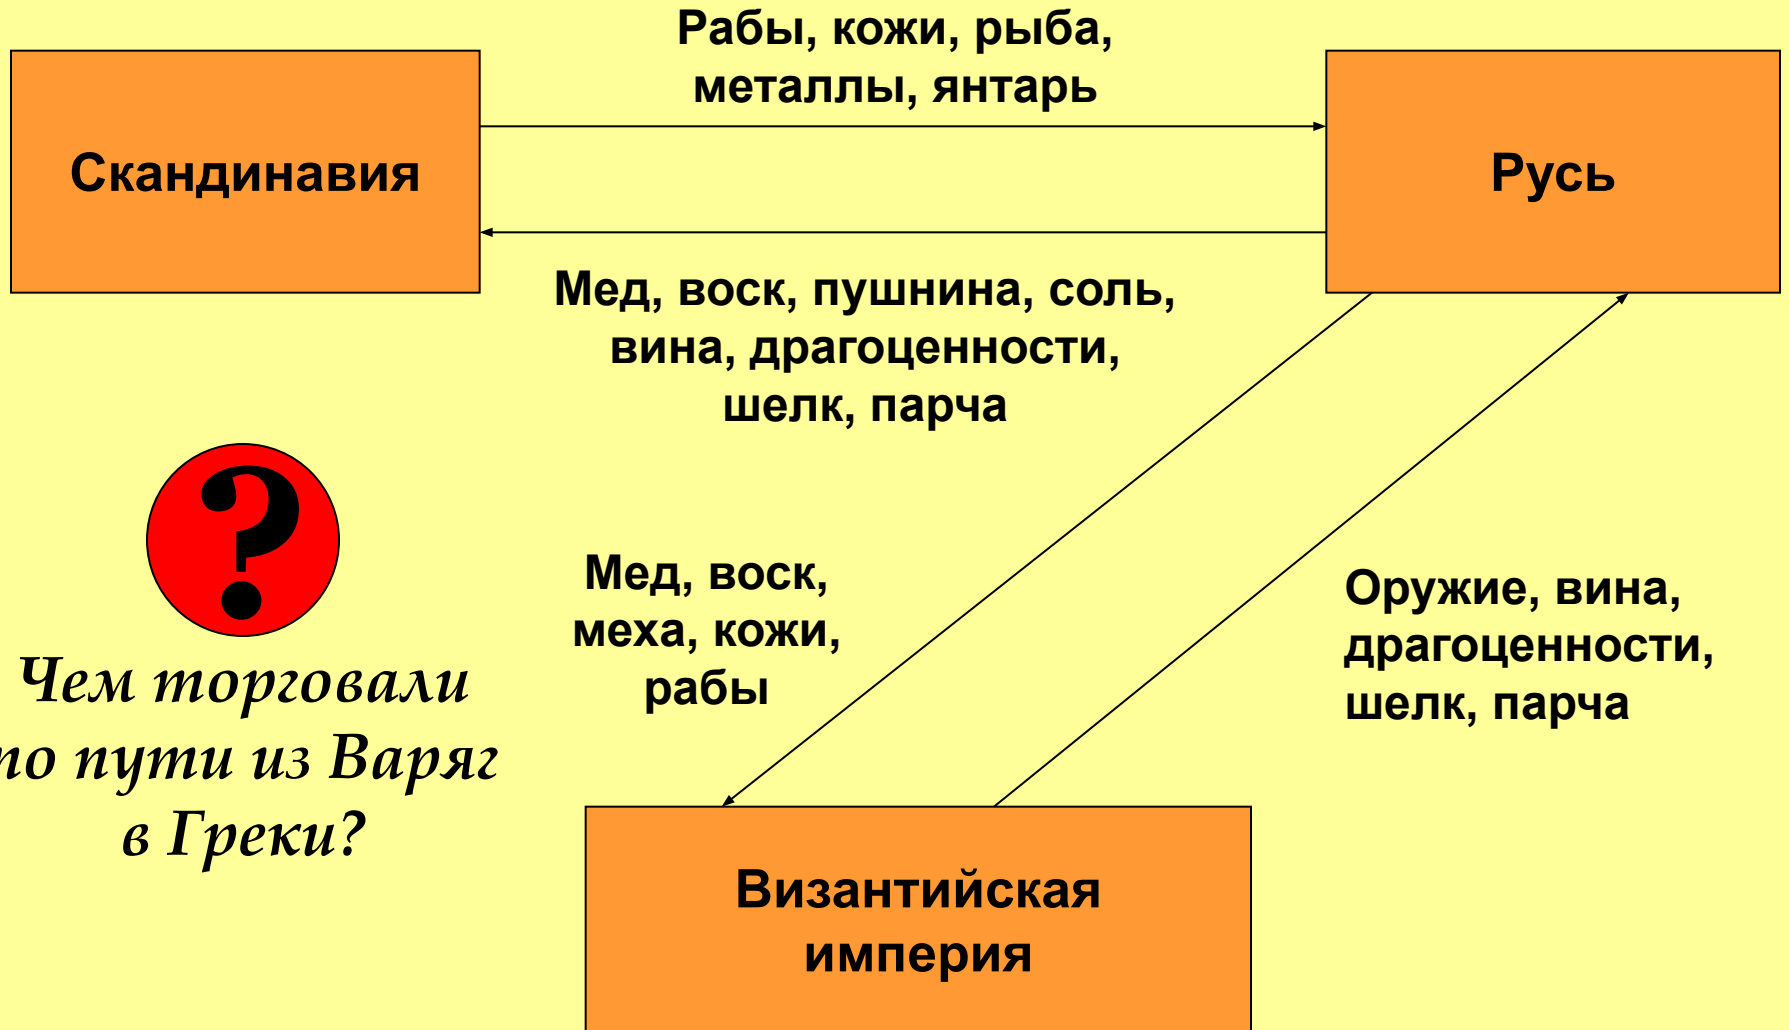 Рабы, кожи, рыба,
металлы, янтарь
Скандинавия
Русь
Мед, воск, пушнина, соль,
вина, драгоценности,
шелк, парча
?
Мед, воск,
меха, кожи,
рабы
Оружие, вина,
драгоценности,
шелк, парча
Чем торговали
по пути из Варяг
в Греки?
Византийская
империя